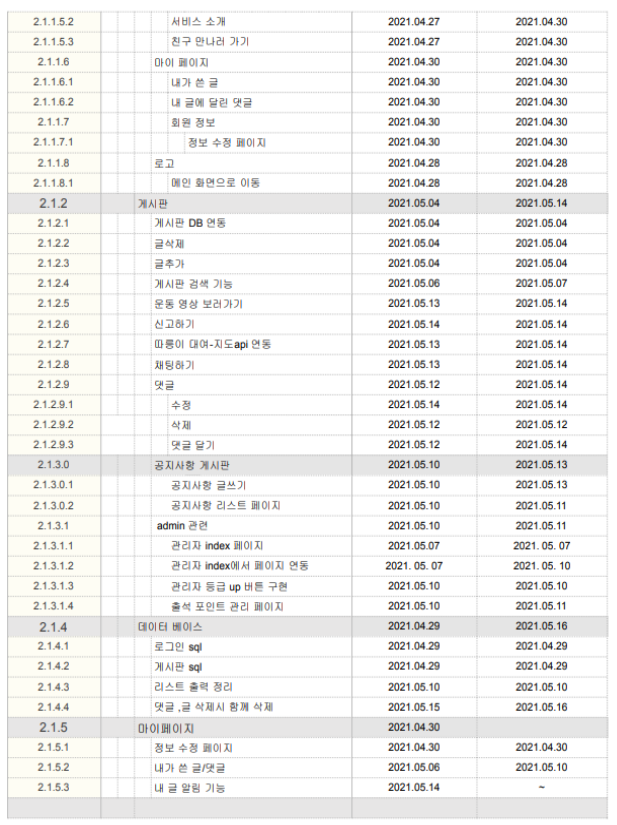 2.1.1.5.2 서비스 소개 2021.04.27 2021.04.30
2.1.1.5.3 친구 만나러 가기 2021.04.27 2021.04.30
2.1.1.6 마이 페이지 2021.04.30 2021.04.30
2.1.1.6.1 내가 쓴 글 2021.04.30 2021.04.30
2.1.1.6.2 내 글에 달린 댓글 2021.04.30 2021.04.30
2.1.1.7 회원 정보 2021.04.30 2021.04.30
2.1.1.7.1 정보 수정 페이지 2021.04.30 2021.04.30
2.1.1.8 로고 2021.04.28 2021.04.28
2.1.1.8.1 메인 화면으로 이동 2021.04.28 2021.04.28
2.1.2 게시판 2021.05.04 2021.05.14
2.1.2.1 게시판 DB 연동 2021.05.04 2021.05.04
2.1.2.2 글삭제 2021.05.04 2021.05.04
2.1.2.3 글추가 2021.05.04 2021.05.04
2.1.2.4 게시판 검색 기능 2021.05.06 2021.05.07
2.1.2.5 운동 영상 보러가기 2021.05.13 2021.05.14
2.1.2.6 신고하기 2021.05.14 2021.05.14
2.1.2.7 따릉이 대여-지도api 연동 2021.05.13 2021.05.14
2.1.2.8 채팅하기 2021.05.13 2021.05.14
2.1.2.9 댓글 2021.05.12 2021.05.14
2.1.2.9.1 수정 2021.05.14 2021.05.14
2.1.2.9.2 삭제 2021.05.12 2021.05.12
2.1.2.9.3 댓글 달기 2021.05.12 2021.05.14
2.1.3.0 공지사항 게시판 2021.05.10 2021.05.13
2.1.3.0.1 공지사항 글쓰기 2021.05.10 2021.05.13
2.1.3.0.2 공지사항 리스트 페이지 2021.05.10 2021.05.11
2.1.3.1 admin 관련 2021.05.10 2021.05.11
2.1.3.1.1 관리자 index 페이지 2021.05.07 2021. 05. 07
2.1.3.1.2 관리자 index에서 페이지 연동 2021. 05. 07 2021. 05. 10
2.1.3.1.3 관리자 등급 up 버튼 구현 2021.05.10 2021.05.10
2.1.3.1.4 출석 포인트 관리 페이지 2021.05.10 2021.05.11
2.1.4 데이터 베이스 2021.04.29 2021.05.16
2.1.4.1 로그인 sql 2021.04.29 2021.04.29
2.1.4.2 게시판 sql 2021.04.29 2021.04.29
2.1.4.3 리스트 출력 정리 2021.05.10 2021.05.10
2.1.4.4 댓글 ,글 삭제시 함께 삭제 2021.05.15 2021.05.16
2.1.5 마이페이지 2021.04.30
2.1.5.1 정보 수정 페이지 2021.04.30 2021.04.30
2.1.5.2 내가 쓴 글/댓글 2021.05.06 2021.05.10
2.1.5.3 내 글 알림 기능 2021.05.14 ~